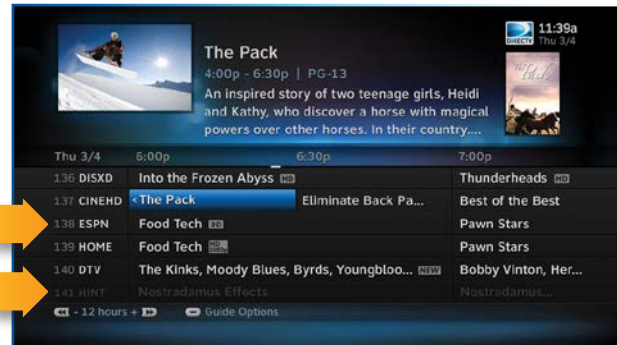 11:39a
DIRECTV Thu 3/4
The Pack
4:00p - 6:30p | PG-13
An inspired story of two teenage girls, Heidi
and Kathy, who discover a horse with magical
powers over other horses. In their country....
Thu 3/4 6:00p 6:30p 7:00p
136 DISXD Into the Frozen Abyss HD Thunderheads HD
137 CINEHD <The Pack Eliminate Back Pa... Best of the Best
138 ESPN Food Tech 3D Pawn Stars
139 HOME Food Tech HD Pawn Stars
140 DTV The Kinks, Moody Blues, Byrds, Youngbloo... NEW Bobby Vinton, Her...
141 HINT Nostradamus Effects Nostradamus...
- 12 hours + Guide Options